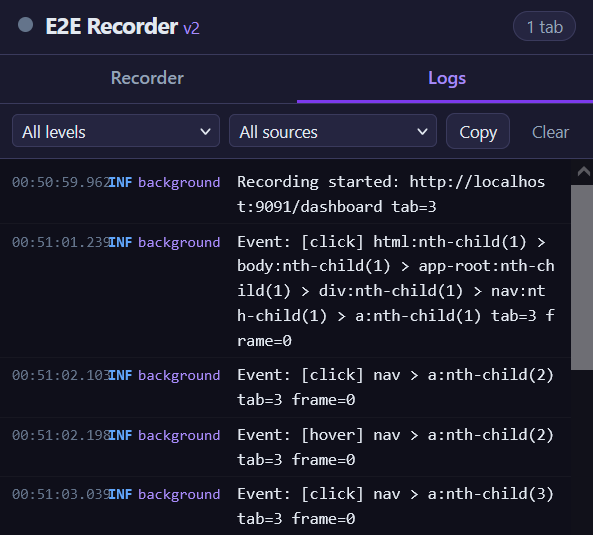 E2E Recorder v2
1 tab
Recorder
Logs
All levels
All sources
Copy
Clear
00:50:59.962 INF background Recording started: http://localhos
t:9091/dashboard tab=3
00:51:01.239 INF background Event: [click] html:nth-child(1) >
body:nth-child(1) > app-root:nth-ch
ild(1) > div:nth-child(1) > nav:nt
h-child(1) > a:nth-child(1) tab=3 f
rame=0
00:51:02.103 INF background Event: [click] nav > a:nth-child(2)
tab=3 frame=0
00:51:02.198 INF background Event: [hover] nav > a:nth-child(2)
tab=3 frame=0
00:51:03.039 INF background Event: [click] nav > a:nth-child(3)
tab=3 frame=0